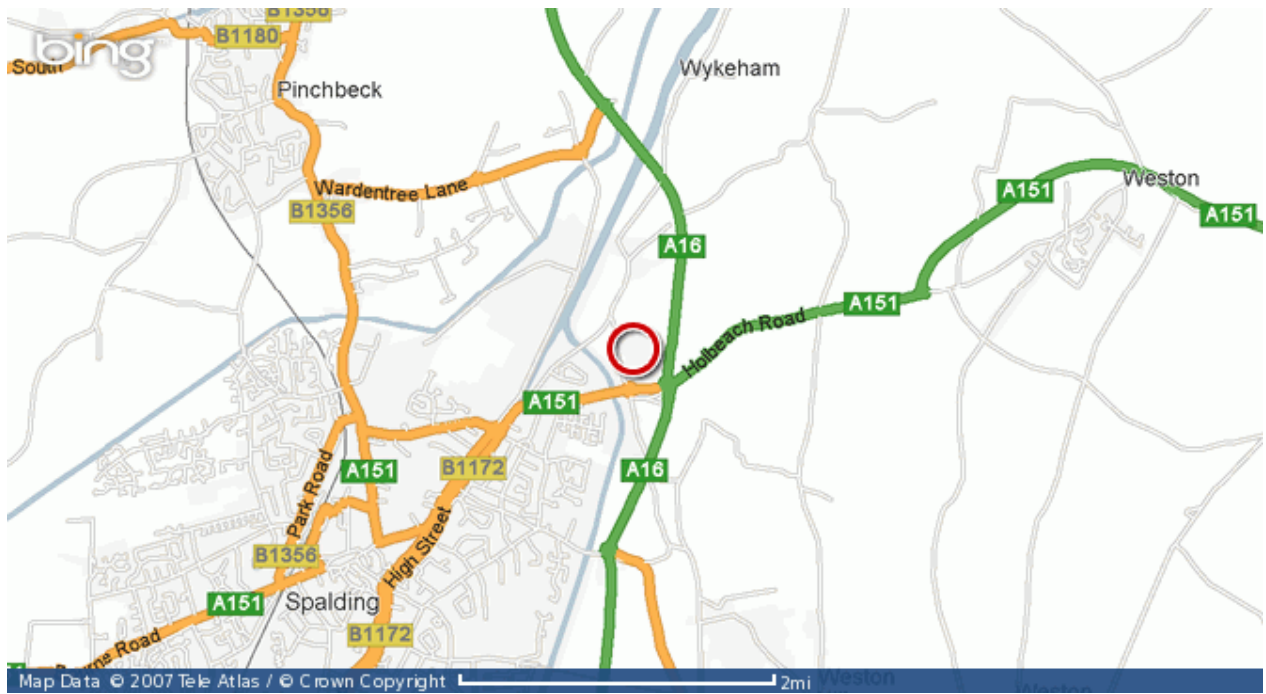 B1356
B1180
bing
South
Wykeham
Pinchbeck
Wardentree Lane
B1356
Weston
A151
A151
A16
A151
Holbeach Road
A151
A151
B1172
A16
Park Road
High Street
B1356
A151
Spalding
B1172
Bourne Road
Weston
Weston
Map Data © 2007 Tele Atlas / © Crown Copyright
2mi